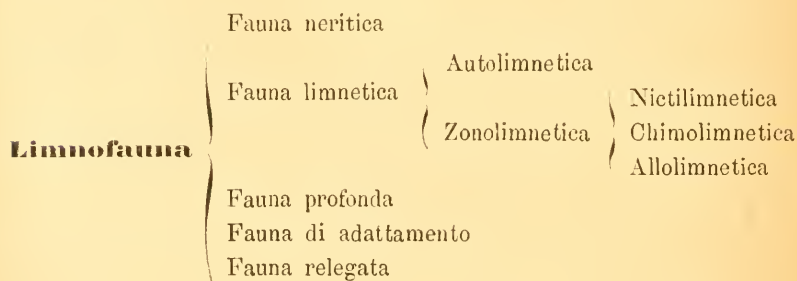 Fauna neritica
Autolimnetica
Fauna limnetica
Nictilimnetica
Limnofauna
Zonolimnetica
Chimolimnetica
Allolimnetica
Fauna profonda
Fauna di adattamento
Fauna relegata